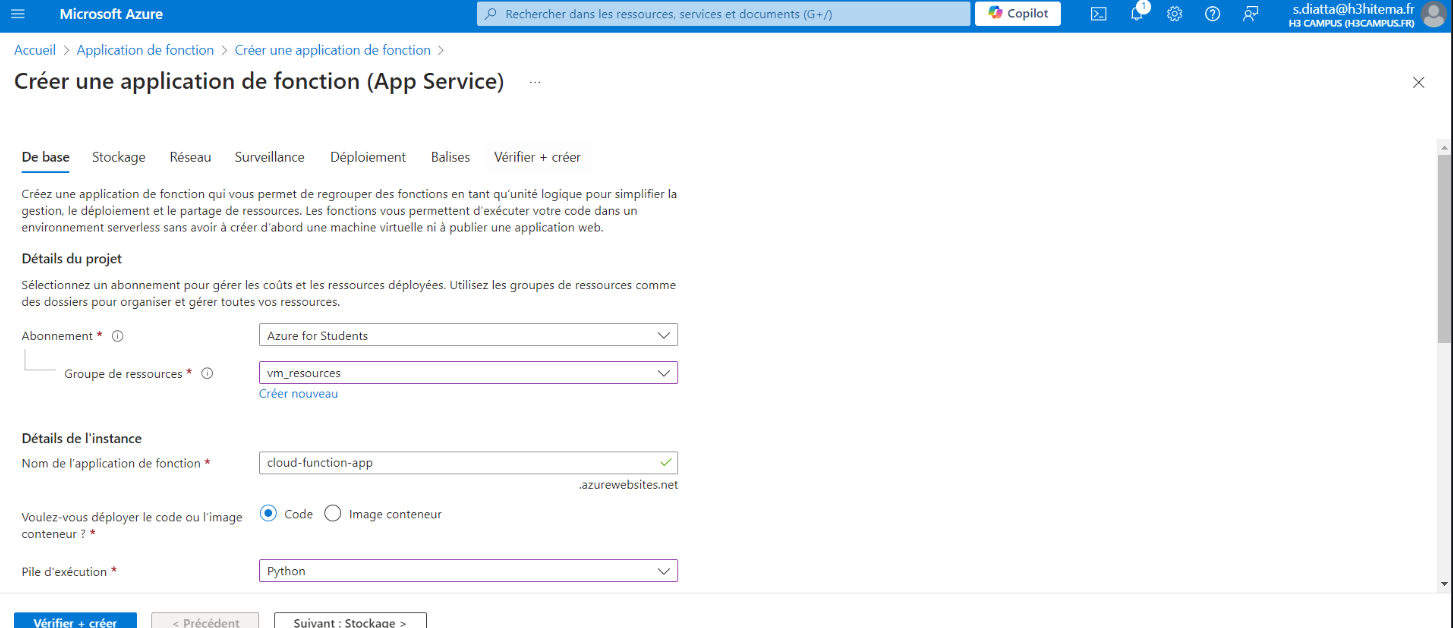 Microsoft Azure
Rechercher dans les ressources, services et documents (G+/)
Copilot
1
s.diatta@h3hitema.fr
H3 CAMPUS (H3CAMPUS.FR)
Accueil > Application de fonction > Créer une application de fonction >
Créer une application de fonction (App Service) ...
De base Stockage Réseau Surveillance Déploiement Balises Vérifier + créer
Créez une application de fonction qui vous permet de regrouper des fonctions en tant qu'unité logique pour simplifier la
gestion, le déploiement et le partage de ressources. Les fonctions vous permettent d'exécuter votre code dans un
environnement serverless sans avoir à créer d'abord une machine virtuelle ni à publier une application web.
Détails du projet
Sélectionnez un abonnement pour gérer les coûts et les ressources déployées. Utilisez les groupes de ressources comme
des dossiers pour organiser et gérer toutes vos ressources.
Abonnement * Azure for Students
Groupe de ressources * vm_resources
Créer nouveau
Détails de l'instance
Nom de l'application de fonction * cloud-function-app
.azurewebsites.net
Voulez-vous déployer le code ou l'image
conteneur ? *
Code Image conteneur
Pile d'exécution * Python
Vérifier + créer < Précédent Suivant : Stockage >